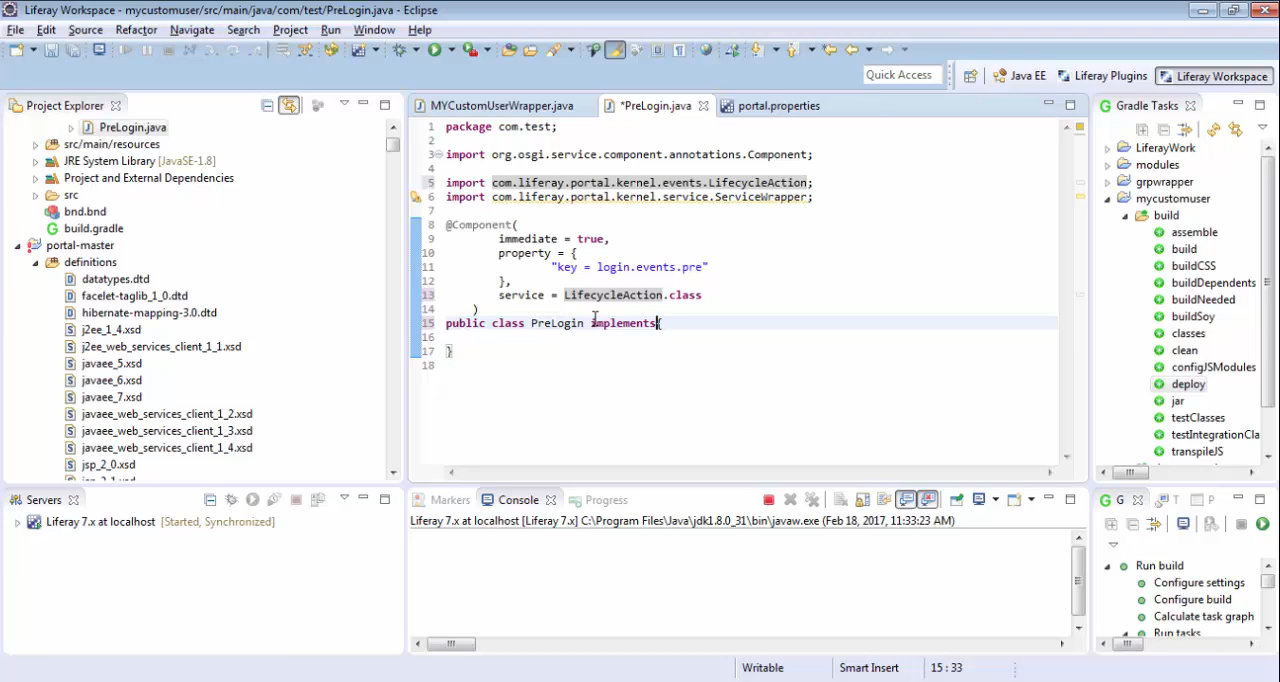 Liferay Workspace - mycustomuser/src/main/java/com/test/PreLogin.java - Eclipse
File Edit Source Refactor Navigate Search Project Run Window Help
Quick Access Java EE Liferay Plugins Liferay Workspace
Project Explorer
PreLogin.java
src/main/resources
JRE System Library [JavaSE-1.8]
Project and External Dependencies
src
bnd.bnd
build.gradle
portal-master
definitions
datatypes.dtd
facelet-taglib_1_0.dtd
hibernate-mapping-3.0.dtd
j2ee_1_4.xsd
j2ee_web_services_client_1_1.xsd
javaee_5.xsd
javaee_6.xsd
javaee_7.xsd
javaee_web_services_client_1_2.xsd
javaee_web_services_client_1_3.xsd
javaee_web_services_client_1_4.xsd
jsp_2_0.xsd
MYCustomUserWrapper.java *PreLogin.java portal.properties
1 package com.test;
2
3 import org.osgi.service.component.annotations.Component;
4
5 import com.liferay.portal.kernel.events.LifecycleAction;
6 import com.liferay.portal.kernel.service.ServiceWrapper;
7
8 @Component(
9 immediate = true,
10 property = {
11 "key = login.events.pre"
12 },
13 service = LifecycleAction.class
14 )
15 public class PreLogin implements{
16
17 }
18
Gradle Tasks
LiferayWork
modules
grpwrapper
mycustomuser
build
assemble
build
buildCSS
buildDependents
buildNeeded
buildSoy
classes
clean
configJSModules
deploy
jar
testClasses
testIntegrationCla
transpileJS
Servers
Liferay 7.x at localhost [Started, Synchronized]
Markers Console Progress
Liferay 7.x at localhost [Liferay 7.x] C:\Program Files\Java\jdk1.8.0_31\bin\javaw.exe (Feb 18, 2017, 11:33:23 AM)
G T P
Run build
Configure settings
Configure build
Calculate task graph
Run tasks
Writable Smart Insert 15 : 33